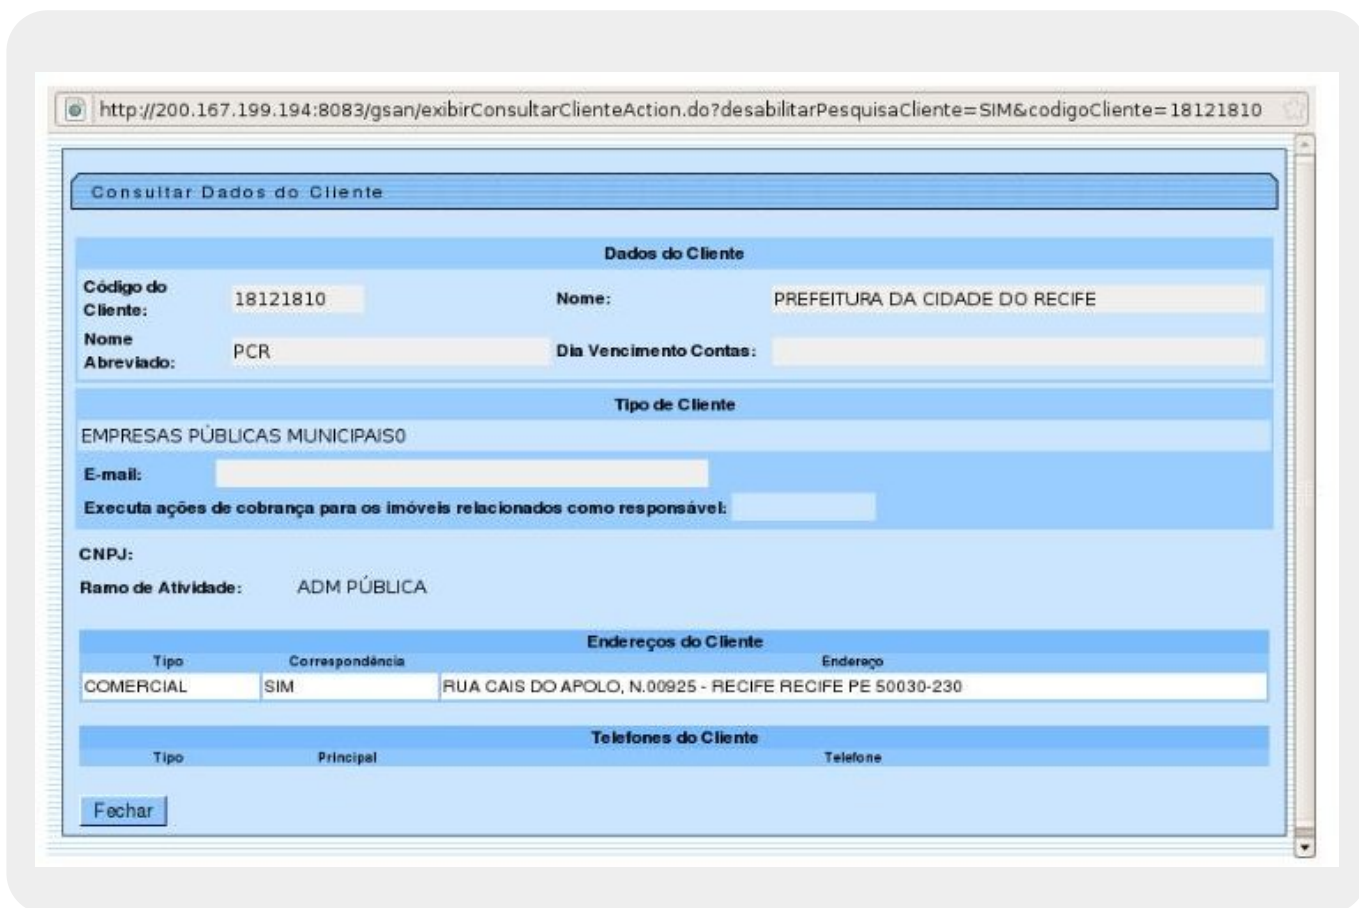 http://200.167.199.194:8083/gsan/exibirConsultarClienteAction.do?desabilitarPesquisaCliente=SIM&codigoCliente=18121810
Consultar Dados do Cliente
Dados do Cliente
Código do Cliente: 18121810 Nome: PREFEITURA DA CIDADE DO RECIFE
Nome Abreviado: PCR Dia Vencimento Contas:
Tipo de Cliente
EMPRESAS PÚBLICAS MUNICIPAIS0
E-mail:
Executa ações de cobrança para os imóveis relacionados como responsável:
CNPJ:
Ramo de Atividade: ADM PÚBLICA
Endereços do Cliente
Tipo Correspondência Endereço
COMERCIAL SIM RUA CAIS DO APOLO, N.00925 - RECIFE RECIFE PE 50030-230
Telefones do Cliente
Tipo Principal Telefone
Fechar